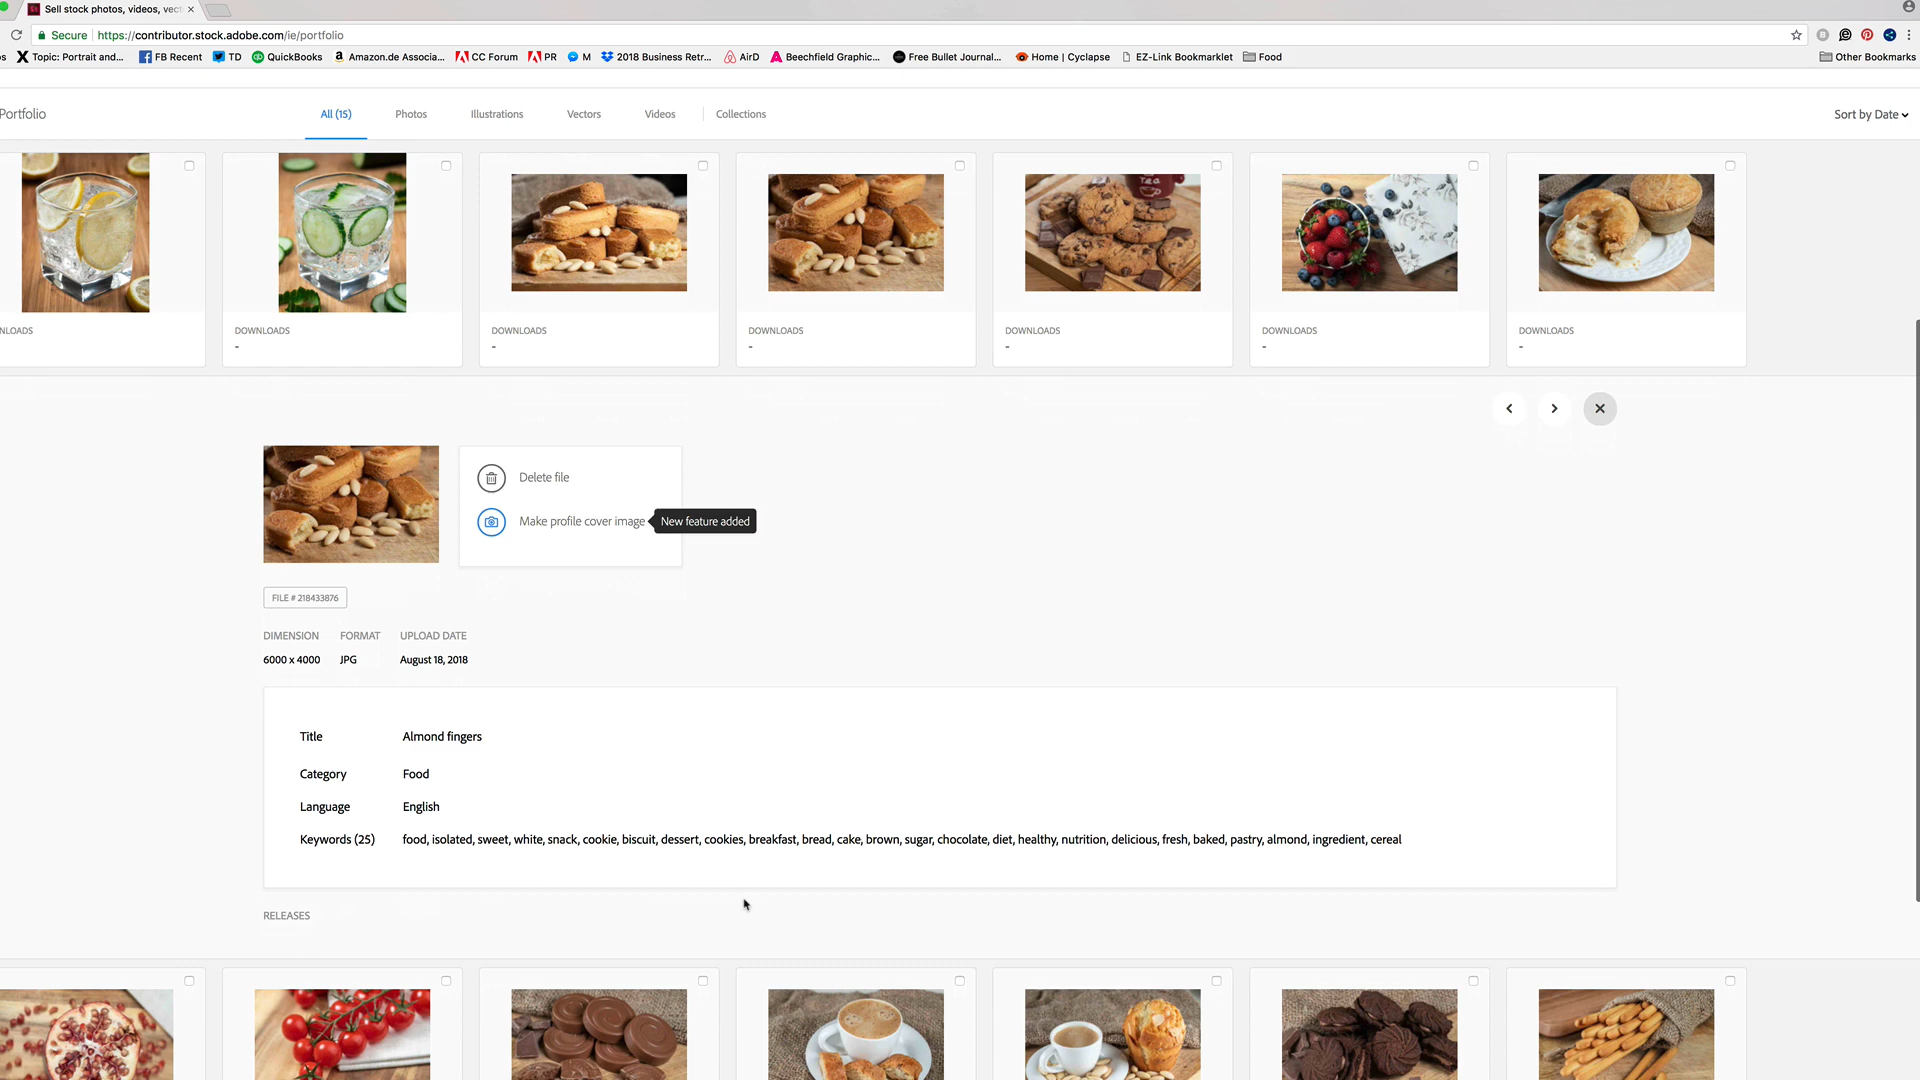 Sell stock photos, videos, vect
Secure https://contributor.stock.adobe.com/ie/portfolio
Topic: Portrait and... FB Recent TD QuickBooks Amazon.de Associa... CC Forum PR M 2018 Business Retr... AirD Beechfield Graphic... Free Bullet Journal... Home | Cyclapse EZ-Link Bookmarklet Food Other Bookmarks
Portfolio All (15) Photos Illustrations Vectors Videos Collections Sort by Date
NLOADS DOWNLOADS DOWNLOADS DOWNLOADS DOWNLOADS DOWNLOADS DOWNLOADS
- - - - - -
Delete file
Make profile cover image New feature added
FILE # 218433876
DIMENSION FORMAT UPLOAD DATE
6000 x 4000 JPG August 18, 2018
Title Almond fingers
Category Food
Language English
Keywords (25) food, isolated, sweet, white, snack, cookie, biscuit, dessert, cookies, breakfast, bread, cake, brown, sugar, chocolate, diet, healthy, nutrition, delicious, fresh, baked, pastry, almond, ingredient, cereal
RELEASES